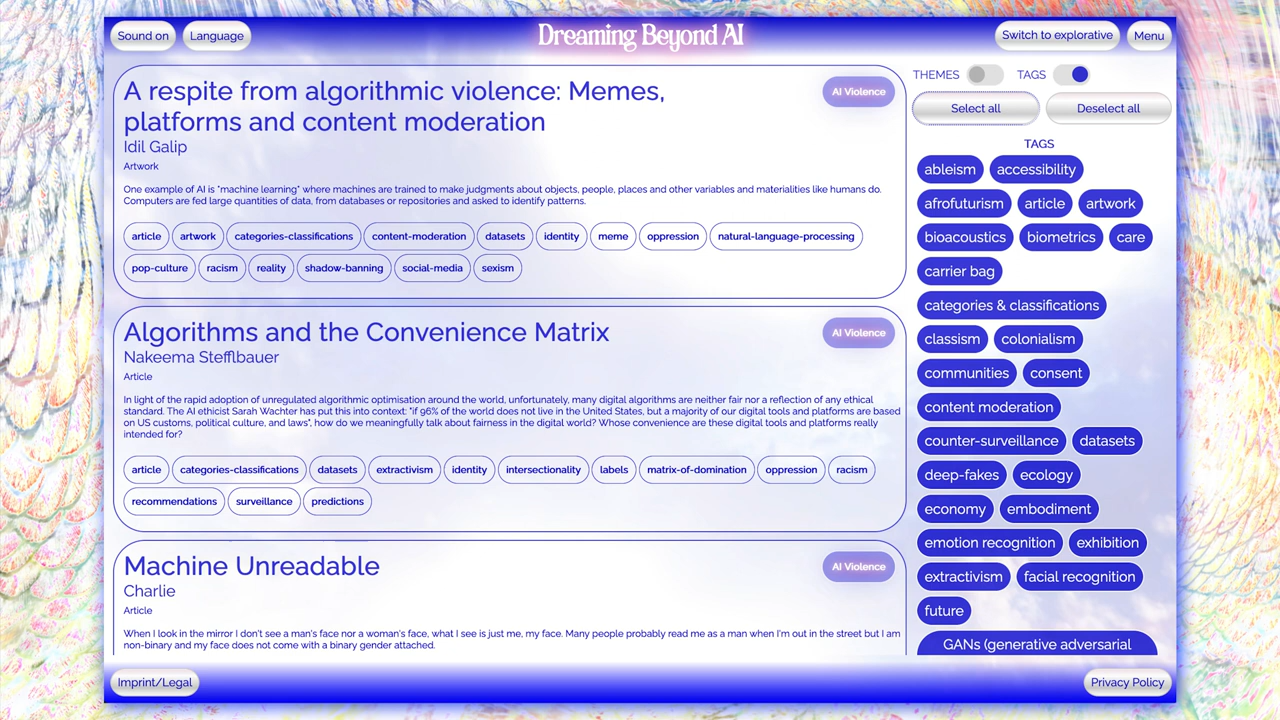 Sound on
Language
Dreaming Beyond AI
Switch to explorative
Menu
A respite from algorithmic violence: Memes,
platforms and content moderation
AI Violence
Idil Galip
Artwork
One example of AI is "machine learning" where machines are trained to make judgments about objects, people, places and other variables and materialities like humans do.
Computers are fed large quantities of data, from databases or repositories and asked to identify patterns.
article artwork categories-classifications content-moderation datasets identity meme oppression natural-language-processing
pop-culture racism reality shadow-banning social-media sexism
Algorithms and the Convenience Matrix
AI Violence
Nakeema Stefflbauer
Article
In light of the rapid adoption of unregulated algorithmic optimisation around the world, unfortunately, many digital algorithms are neither fair nor a reflection of any ethical
standard. The AI ethicist Sarah Wachter has put this into context: "if 96% of the world does not live in the United States, but a majority of our digital tools and platforms are based
on US customs, political culture, and laws", how do we meaningfully talk about fairness in the digital world? Whose convenience are these digital tools and platforms really
intended for?
article categories-classifications datasets extractivism identity intersectionality labels matrix-of-domination oppression racism
recommendations surveillance predictions
Machine Unreadable
AI Violence
Charlie
Article
When I look in the mirror I don't see a man's face nor a woman's face, what I see is just me, my face. Many people probably read me as a man when I'm out in the street but I am
non-binary and my face does not come with a binary gender attached.
THEMES TAGS
Select all Deselect all
TAGS
ableism accessibility
afrofuturism article artwork
bioacoustics biometrics care
carrier bag
categories & classifications
classism colonialism
communities consent
content moderation
counter-surveillance datasets
deep-fakes ecology
economy embodiment
emotion recognition exhibition
extractivism facial recognition
future
GANs (generative adversarial
Imprint/Legal
Privacy Policy